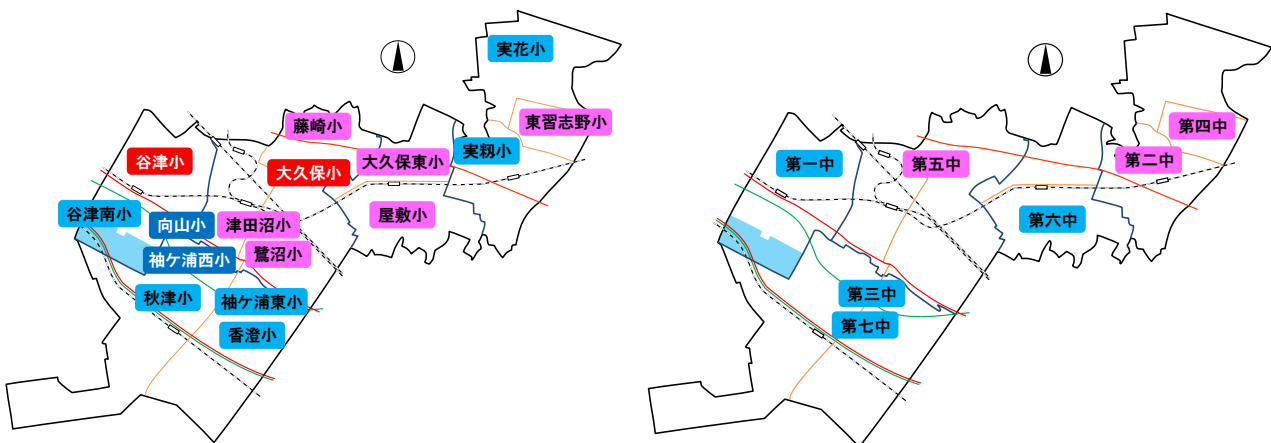 実花小
東習志野小
藤崎小
実籾小
大久保東小
谷津小
大久保小
屋敷小
谷津南小
向山小
津田沼小
鷺沼小
袖ケ浦西小
秋津小
袖ケ浦東小
香澄小
第四中
第二中
第一中
第五中
第六中
第三中
第七中